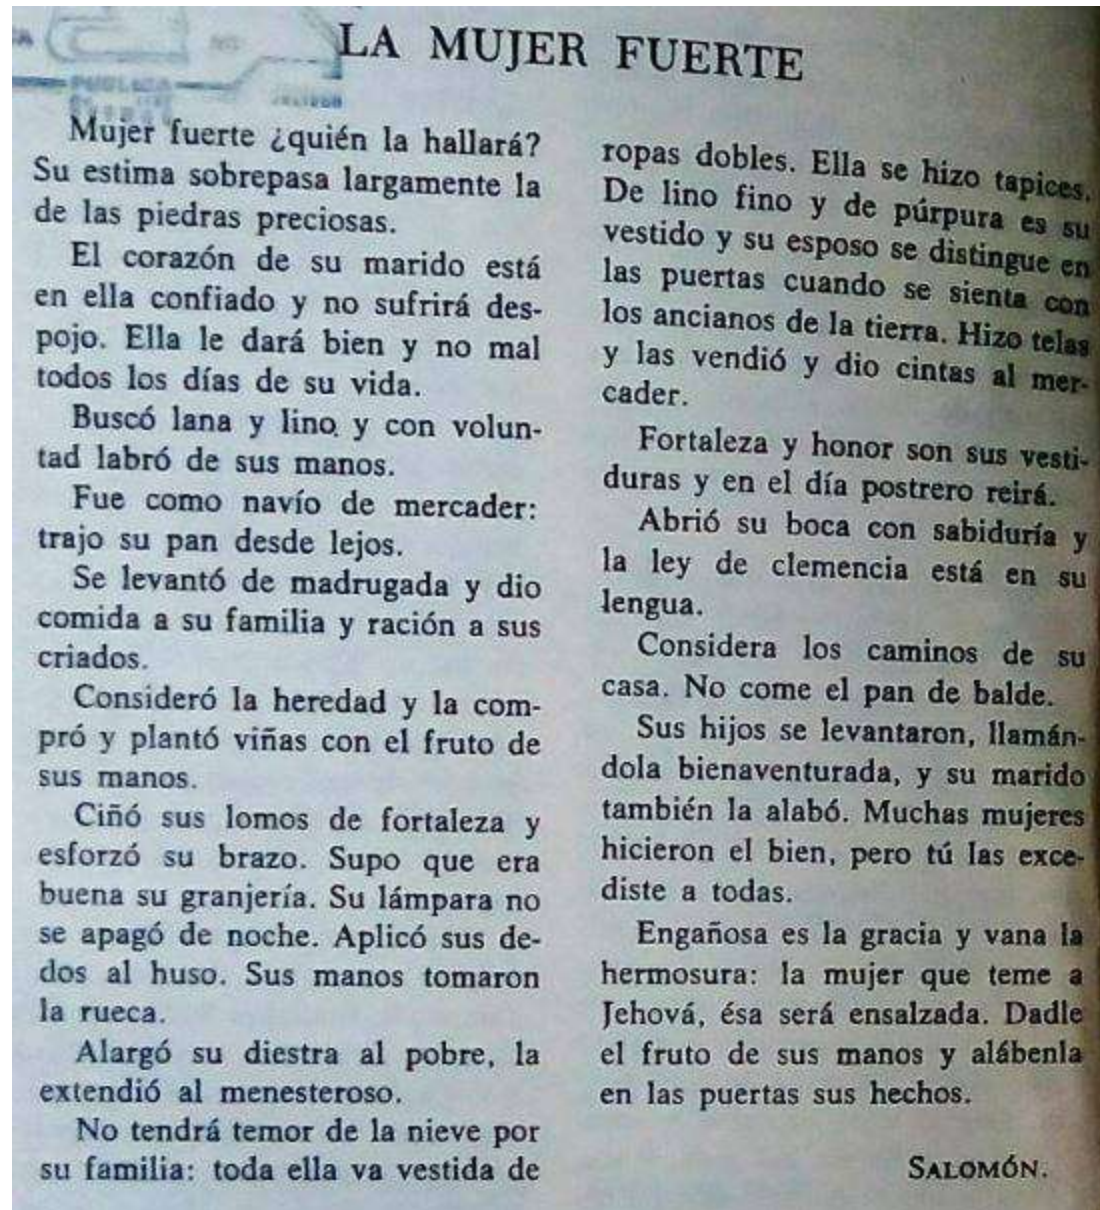 LA MUJER FUERTE
PUBLICA
Mujer fuerte ¿quién la hallará?
Su estima sobrepasa largamente la
de las piedras preciosas.
El corazón de su marido está
en ella confiado y no sufrirá des-
pojo. Ella le dará bien y no mal
todos los días de su vida.
Buscó lana y lino y con volun-
tad labró de sus manos.
Fue como navío de mercader:
trajo su pan desde lejos.
Se levantó de madrugada y dio
comida a su familia y ración a sus
criados.
Consideró la heredad y la com-
pró y plantó viñas con el fruto de
sus manos.
Ciñó sus lomos de fortaleza y
esforzó su brazo. Supo que era
buena su granjería. Su lámpara no
se apagó de noche. Aplicó sus de-
dos al huso. Sus manos tomaron
la rueca.
Alargó su diestra al pobre, la
extendió al menesteroso.
No tendrá temor de la nieve por
su familia: toda ella va vestida de
ropas dobles. Ella se hizo tapices.
De lino fino y de púrpura es su
vestido y su esposo se distingue en
las puertas cuando se sienta con
los ancianos de la tierra. Hizo telas
y las vendió y dio cintas al mer-
cader.
Fortaleza y honor son sus vesti-
duras y en el día postrero reirá.
Abrió su boca con sabiduría y
la ley de clemencia está en su
lengua.
Considera los caminos de su
casa. No come el pan de balde.
Sus hijos se levantaron, llamán-
dola bienaventurada, y su marido
también la alabó. Muchas mujeres
hicieron el bien, pero tú las exce-
diste a todas.
Engañosa es la gracia y vana la
hermosura: la mujer que teme a
Jehová, ésa será ensalzada. Dadle
el fruto de sus manos y alábenla
en las puertas sus hechos.
SALOMÓN.